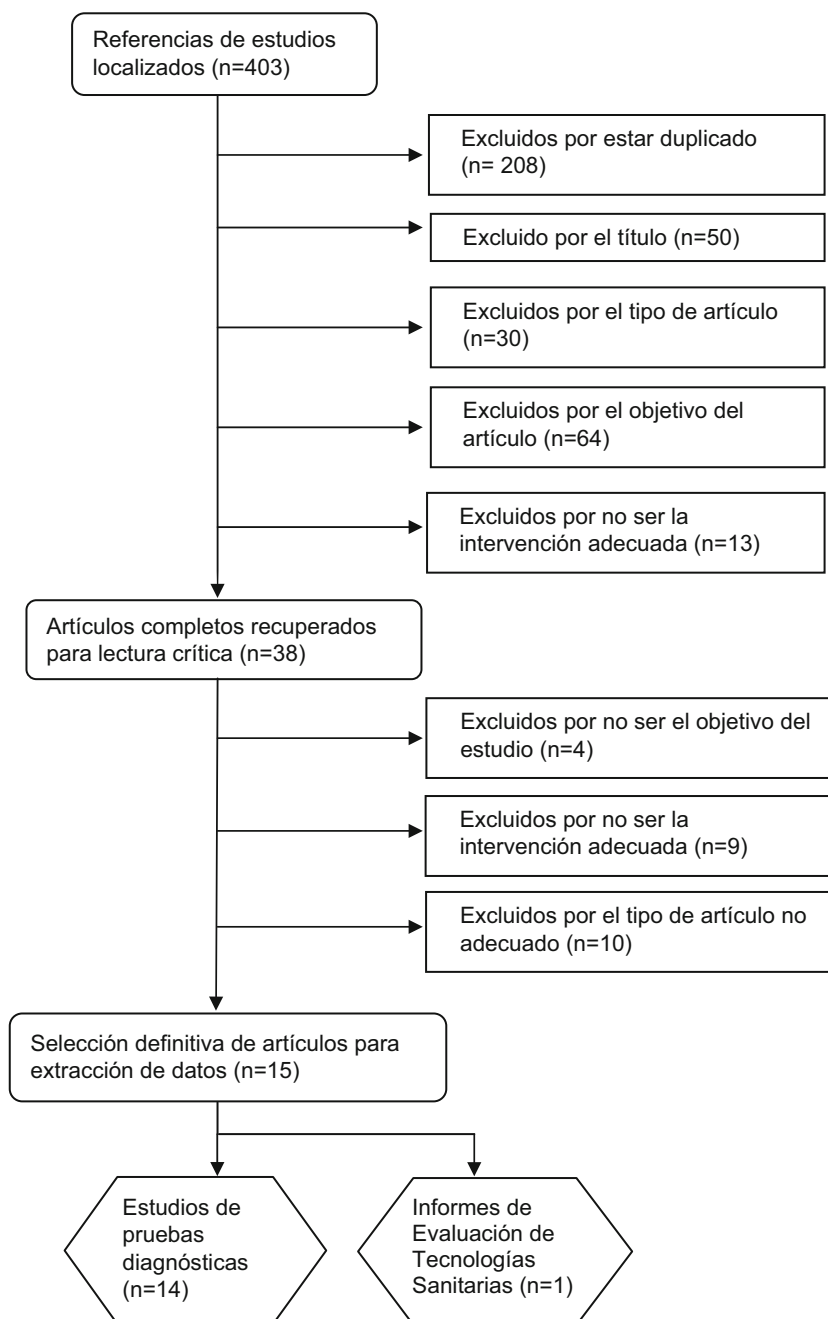 Referencias de estudios
localizados (n=403)
Excluidos por estar duplicado
(n= 208)
Excluido por el título (n=50)
Excluidos por el tipo de artículo
(n=30)
Excluidos por el objetivo del
artículo (n=64)
Excluidos por no ser la
intervención adecuada (n=13)
Artículos completos recuperados
para lectura crítica (n=38)
Excluidos por no ser el objetivo del
estudio (n=4)
Excluidos por no ser la
intervención adecuada (n=9)
Excluidos por el tipo de artículo no
adecuado (n=10)
Selección definitiva de artículos para
extracción de datos (n=15)
Estudios de
pruebas
diagnósticas
(n=14)
Informes de
Evaluación de
Tecnologías
Sanitarias (n=1)